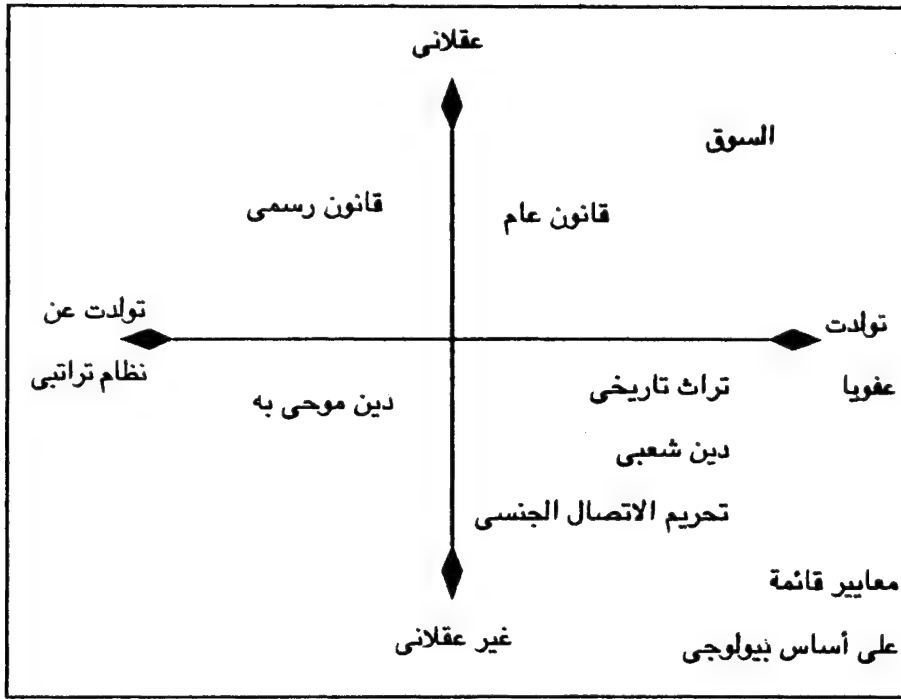 عقلانى
السوق
قانون عام
قانون رسمى
تولدت
عفويا
تولدت عن
نظام تراتبى
تراث تاريخى
دين موحى به
دين شعبى
تحريم الاتصال الجنسى
معايير قائمة
على أساس بيولوجى
غير عقلانى